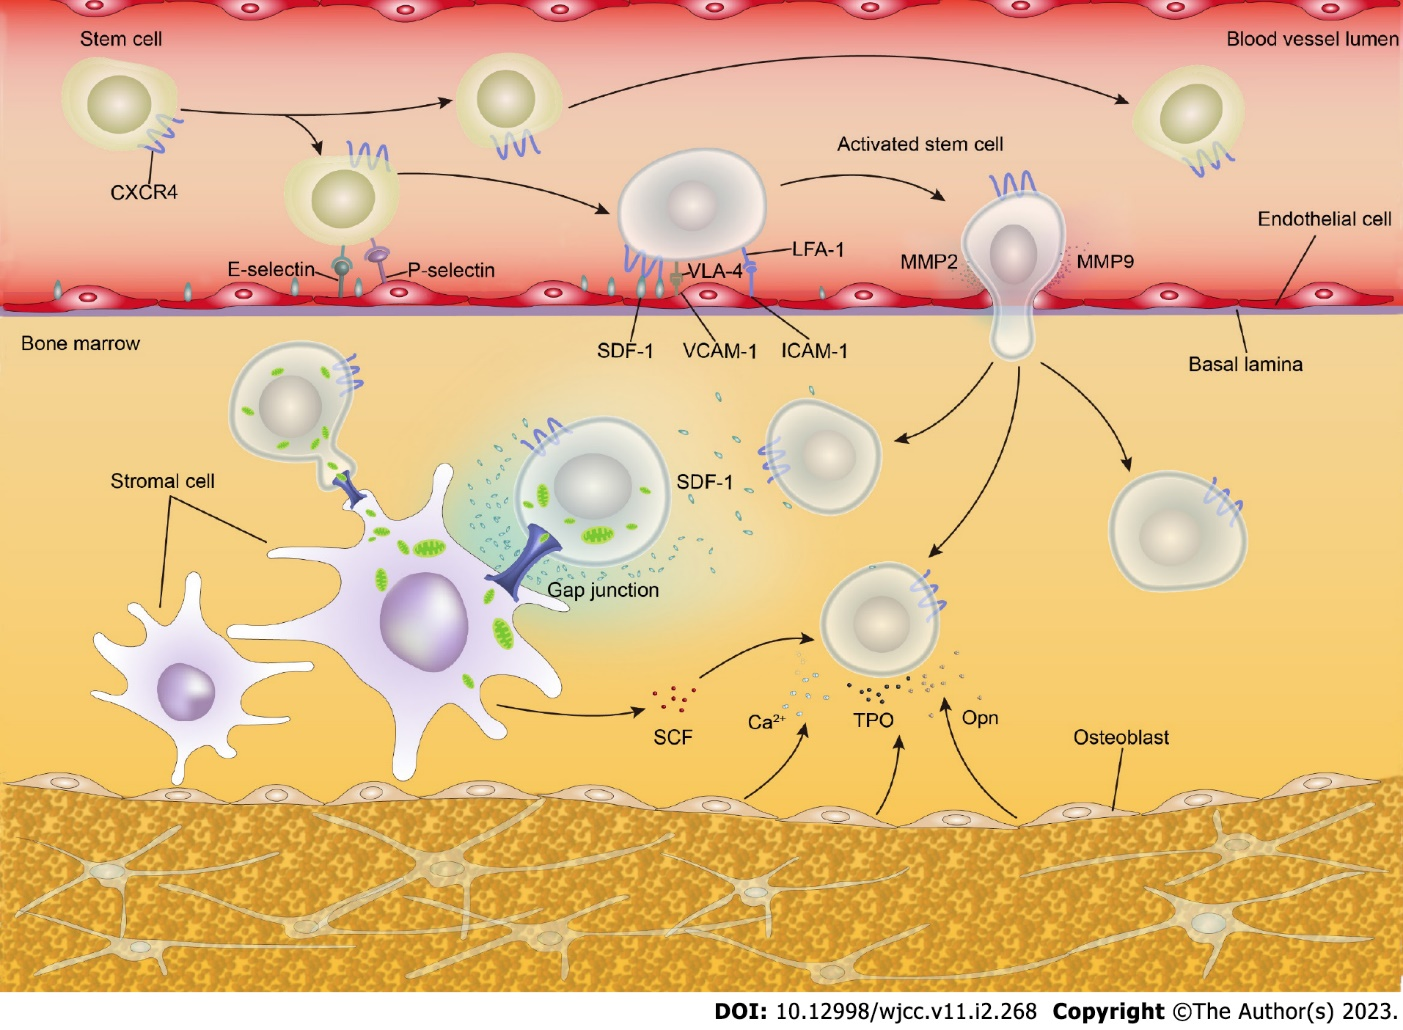 Stem cell
Blood vessel lumen
Activated stem cell
CXCR4
Endothelial cell
E-selectin
P-selectin
VLA-4
LFA-1
MMP2
MMP9
Bone marrow
SDF-1
VCAM-1
ICAM-1
Basal lamina
Stromal cell
SDF-1
Gap junction
SCF
Ca²⁺
TPO
Opn
Osteoblast
DOI: 10.12998/wjcc.v11.i2.268 Copyright ©The Author(s) 2023.